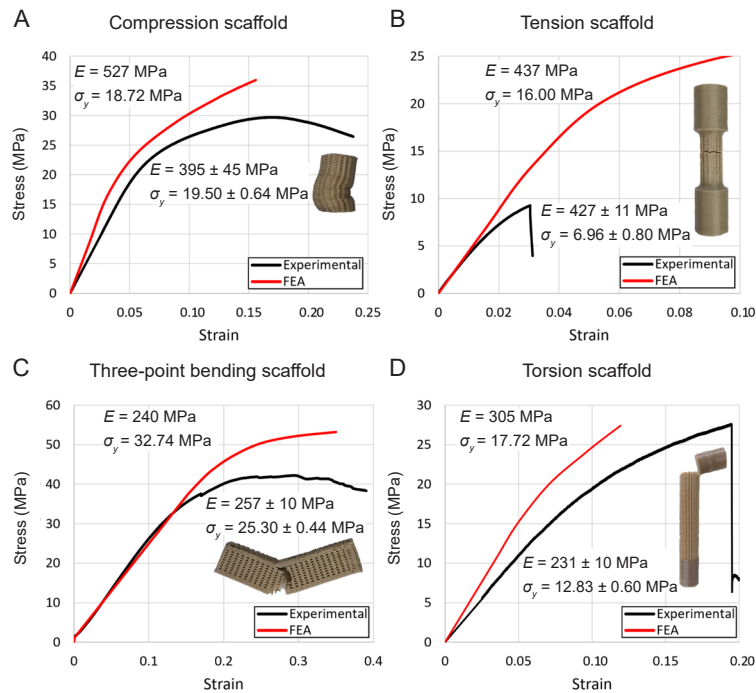 A
Compression scaffold
Stress (MPa)
50
45
40
35
30
25
20
15
10
5
0
E = 527 MPa
σy = 18.72 MPa
E = 395 ± 45 MPa
σy = 19.50 ± 0.64 MPa
Experimental
FEA
0.00
0.05
0.10
0.15
0.20
0.25
Strain
B
Tension scaffold
Stress (MPa)
25
20
15
10
5
0
E = 437 MPa
σy = 16.00 MPa
E = 427 ± 11 MPa
σy = 6.96 ± 0.80 MPa
Experimental
FEA
0.00
0.02
0.04
0.06
0.08
0.10
Strain
C
Three-point bending scaffold
Stress (MPa)
60
50
40
30
20
10
0
E = 240 MPa
σy = 32.74 MPa
E = 257 ± 10 MPa
σy = 25.30 ± 0.44 MPa
Experimental
FEA
0
0.1
0.2
0.3
0.4
Strain
D
Torsion scaffold
Stress (MPa)
30
25
20
15
10
5
0
E = 305 MPa
σy = 17.72 MPa
E = 231 ± 10 MPa
σy = 12.83 ± 0.60 MPa
Experimental
FEA
0.00
0.05
0.10
0.15
0.20
Strain